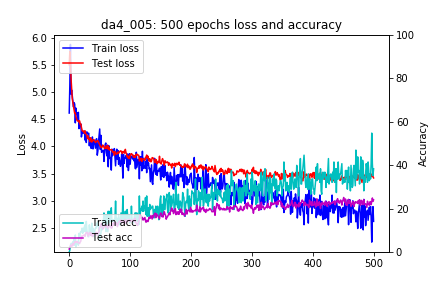 da4_005: 500 epochs loss and accuracy
Train loss
Test loss
Train acc
Test acc
Loss
6.0
5.5
5.0
4.5
4.0
3.5
3.0
2.5
Accuracy
100
80
60
40
20
0
0
100
200
300
400
500